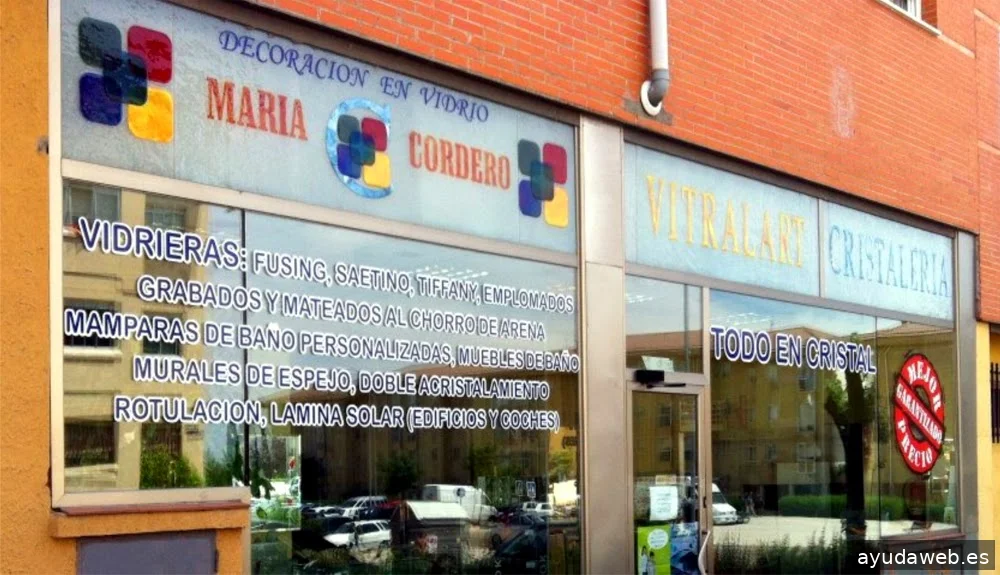 DECORACION EN VIDRIO
MARIA C CORDERO
VITRALART
CRISTALERIA
VIDRIERAS: FUSING, SAETINO, TIFFANY, EMPLOMADOS
GRABADOS Y MATEADOS AL CHORRO DE ARENA
MAMPARAS DE BAÑO PERSONALIZADAS, MUEBLES DE BAÑO
MURALES DE ESPEJO, DOBLE ACRISTALAMIENTO
ROTULACION, LAMINA SOLAR (EDIFICIOS Y COCHES)
TODO EN CRISTAL
MEJOR
GARANTIZADO
PRECIO
ayudaweb.es